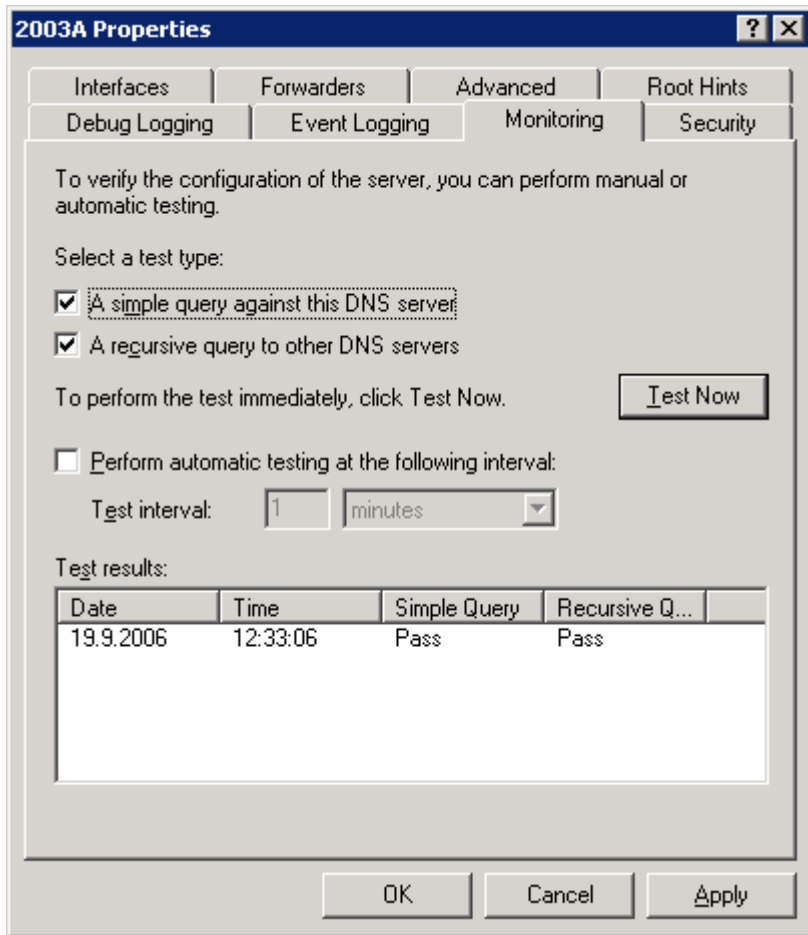 2003A Properties
Interfaces Forwarders Advanced Root Hints
Debug Logging Event Logging Monitoring Security
To verify the configuration of the server, you can perform manual or
automatic testing.
Select a test type:
A simple query against this DNS server
A recursive query to other DNS servers
To perform the test immediately, click Test Now. Test Now
Perform automatic testing at the following interval:
Test interval: 1 minutes
Test results:
Date Time Simple Query Recursive Q...
19.9.2006 12:33:06 Pass Pass
OK Cancel Apply